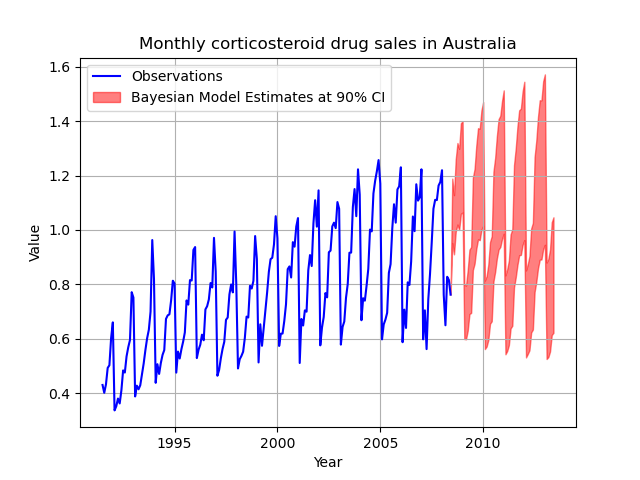 Monthly corticosteroid drug sales in Australia
Observations
Bayesian Model Estimates at 90% CI
Value
1.6
1.4
1.2
1.0
0.8
0.6
0.4
1995
2000
2005
2010
Year